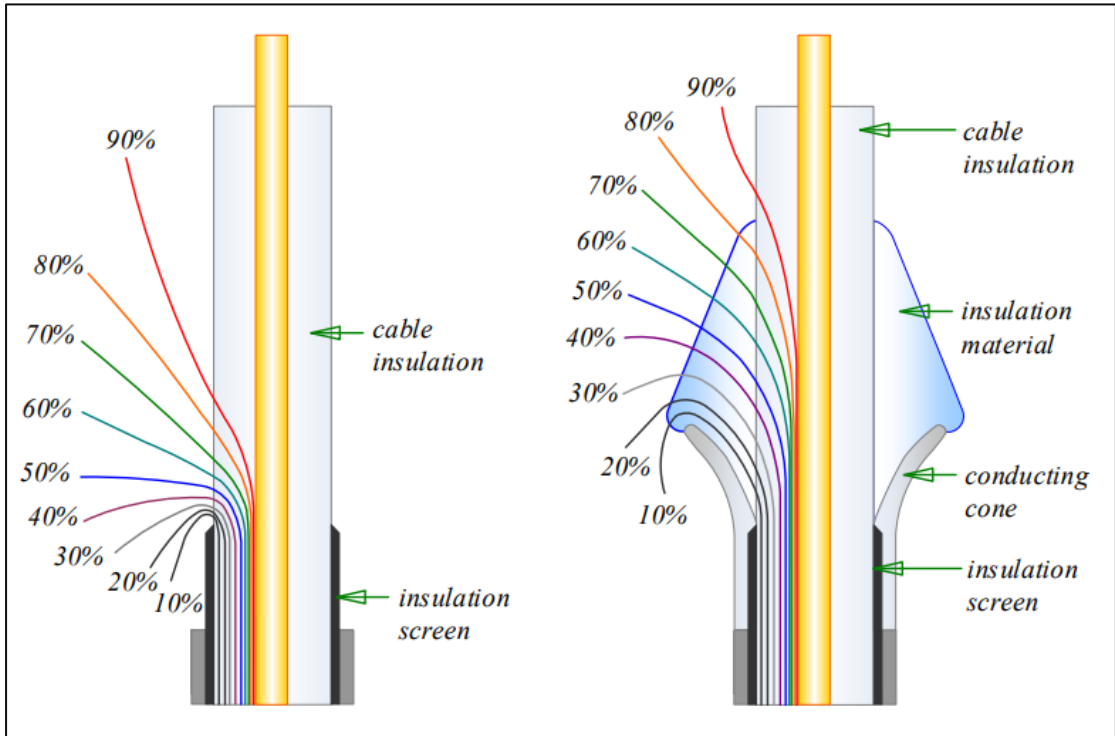 90%
80%
70%
60%
50%
40%
30%
20%
10%
cable
insulation
insulation
screen
90%
80%
70%
60%
50%
40%
30%
20%
10%
cable
insulation
insulation
material
conducting
cone
insulation
screen